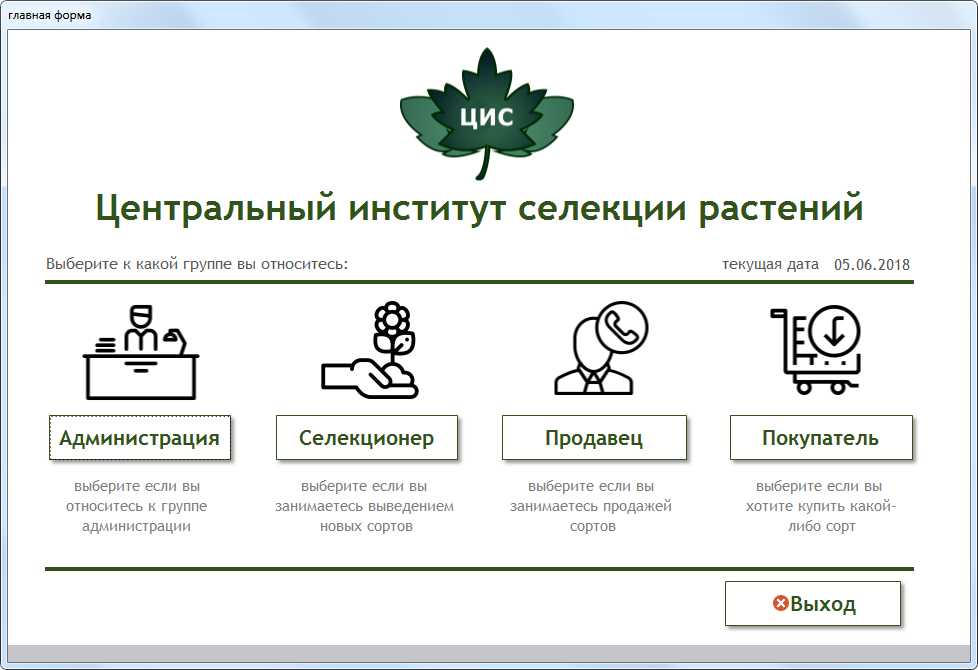 главная форма
ЦИС
Центральный институт селекции растений
Выберите к какой группе вы относитесь:
текущая дата 05.06.2018
Администрация
Селекционер
Продавец
Покупатель
выберите если вы
относитесь к группе
администрации
выберите если вы
занимаетесь выведением
новых сортов
выберите если вы
занимаетесь продажей
сортов
выберите если вы
хотите купить какой-
либо сорт
Выход